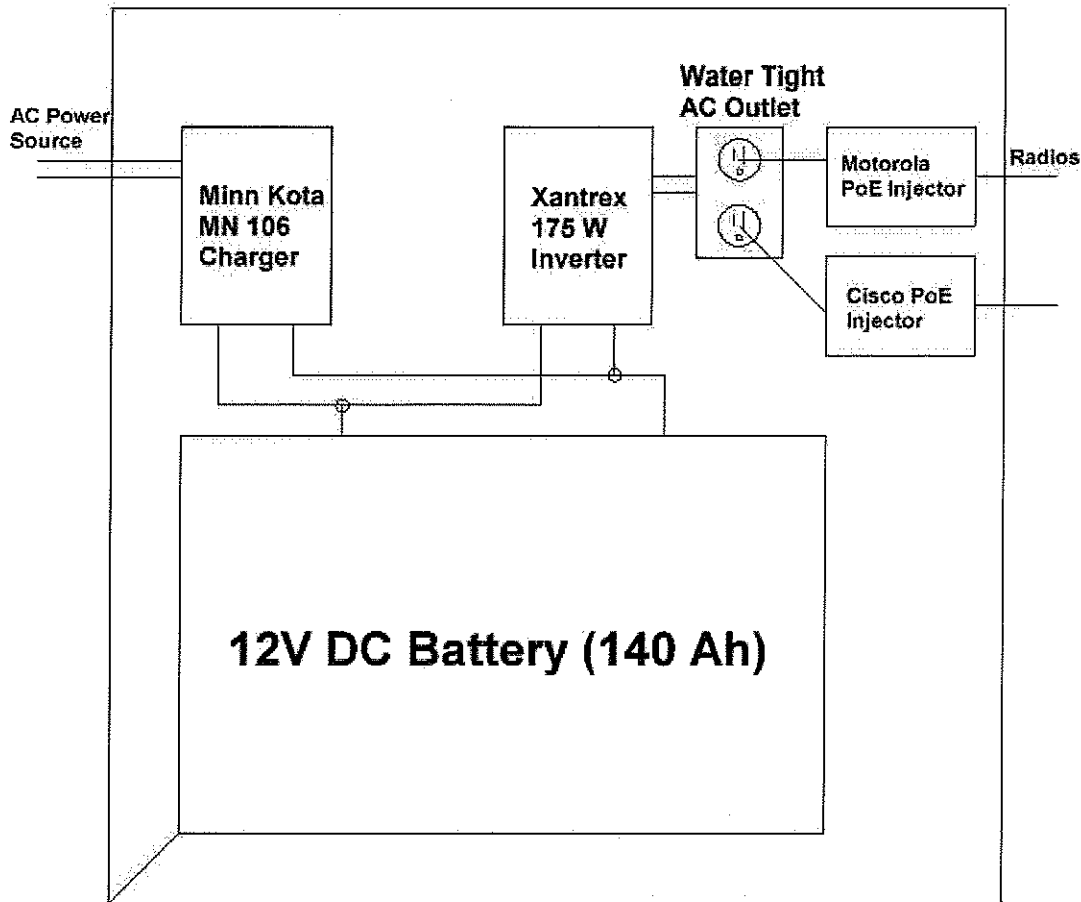 Water Tight
AC Outlet
AC Power
Source
Minn Kota
MN 106
Charger
Xantrex
175 W
Inverter
Motorola
PoE Injector
Radios
Cisco PoE
Injector
12V DC Battery (140 Ah)